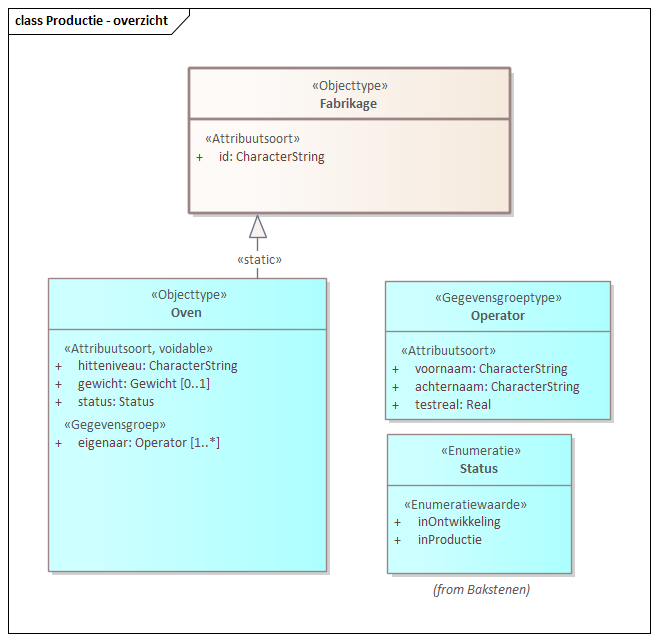 class Productie - overzicht
«Objecttype»
Fabrikage
«Attribuutsoort»
+ id: CharacterString
«static»
«Objecttype»
Oven
«Attribuutsoort, voidable»
+ hitteniveau: CharacterString
+ gewicht: Gewicht [0..1]
+ status: Status
«Gegevensgroep»
+ eigenaar: Operator [1..*]
«Gegevensgroeptype»
Operator
«Attribuutsoort»
+ voornaam: CharacterString
+ achternaam: CharacterString
+ testreal: Real
«Enumeratie»
Status
«Enumeratiewaarde»
+ inOntwikkeling
+ inProductie
(from Bakstenen)